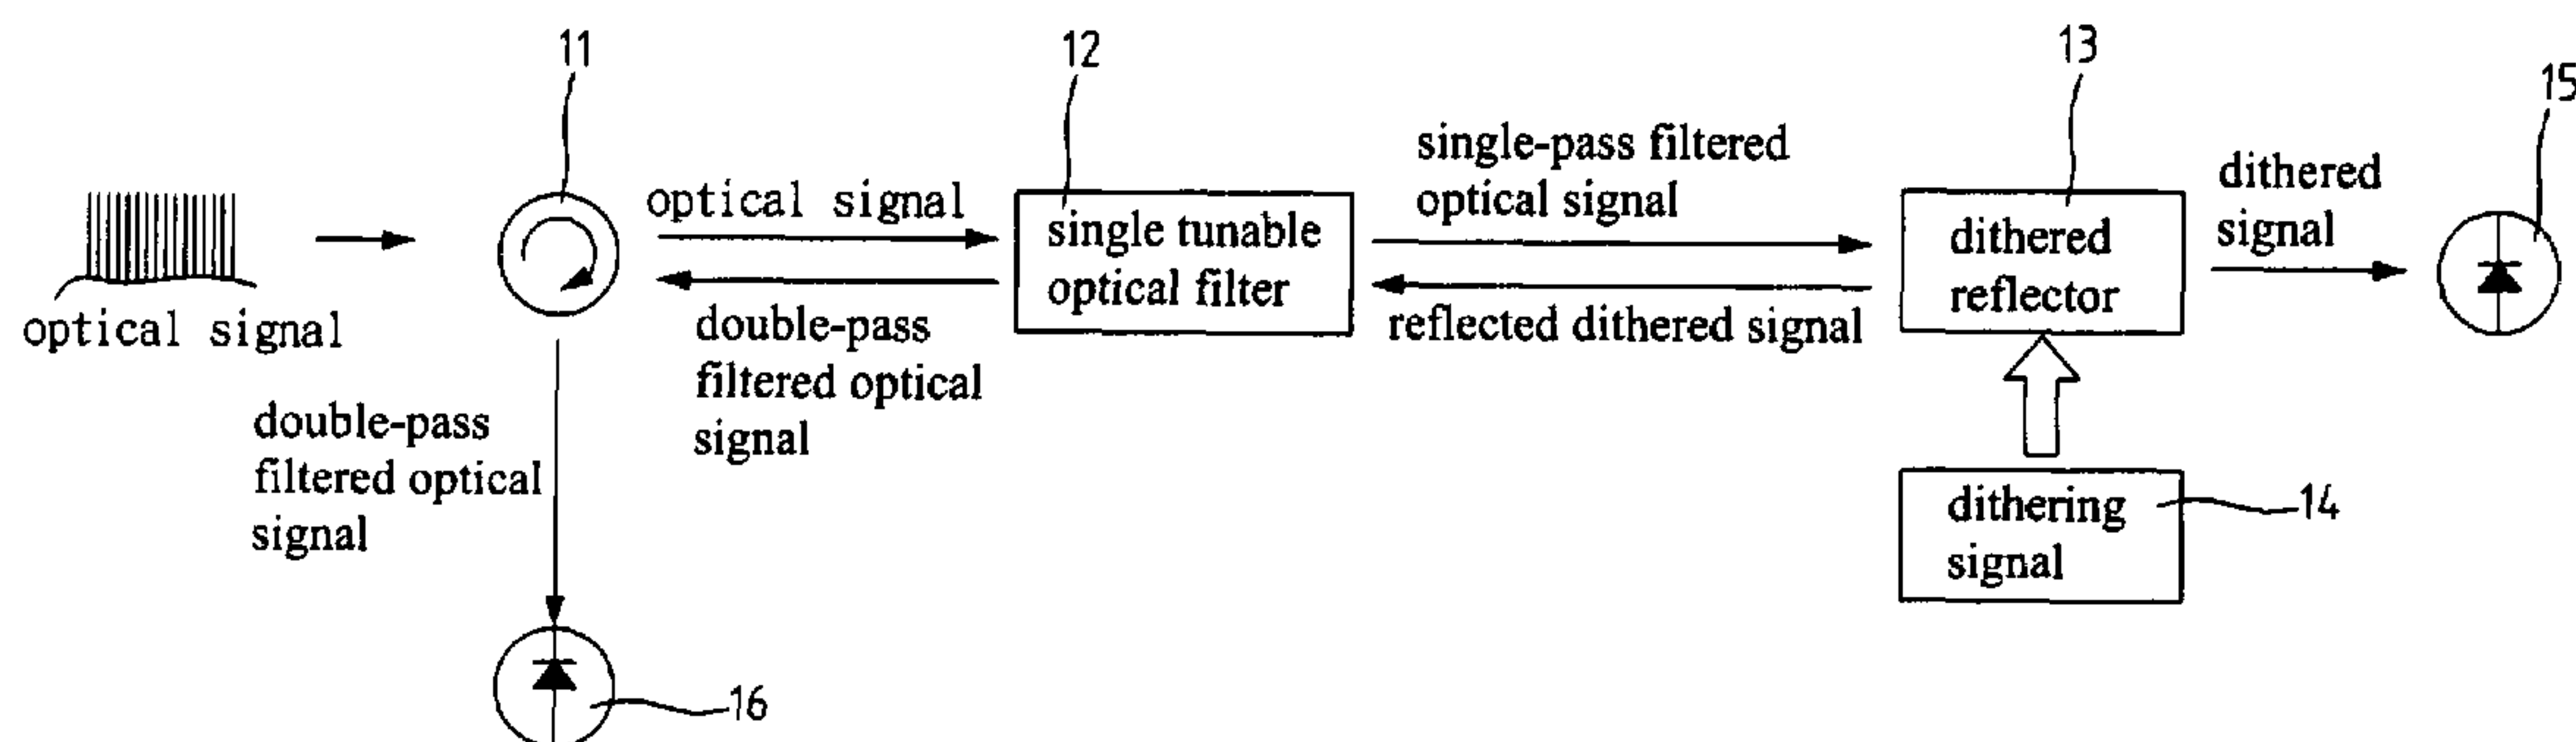 11
12
13
15
optical signal
optical signal
single tunable
optical filter
double-pass
filtered optical
signal
single-pass filtered
optical signal
reflected dithered signal
dithered
reflector
dithered
signal
dithering
signal
14
double-pass
filtered optical
signal
16